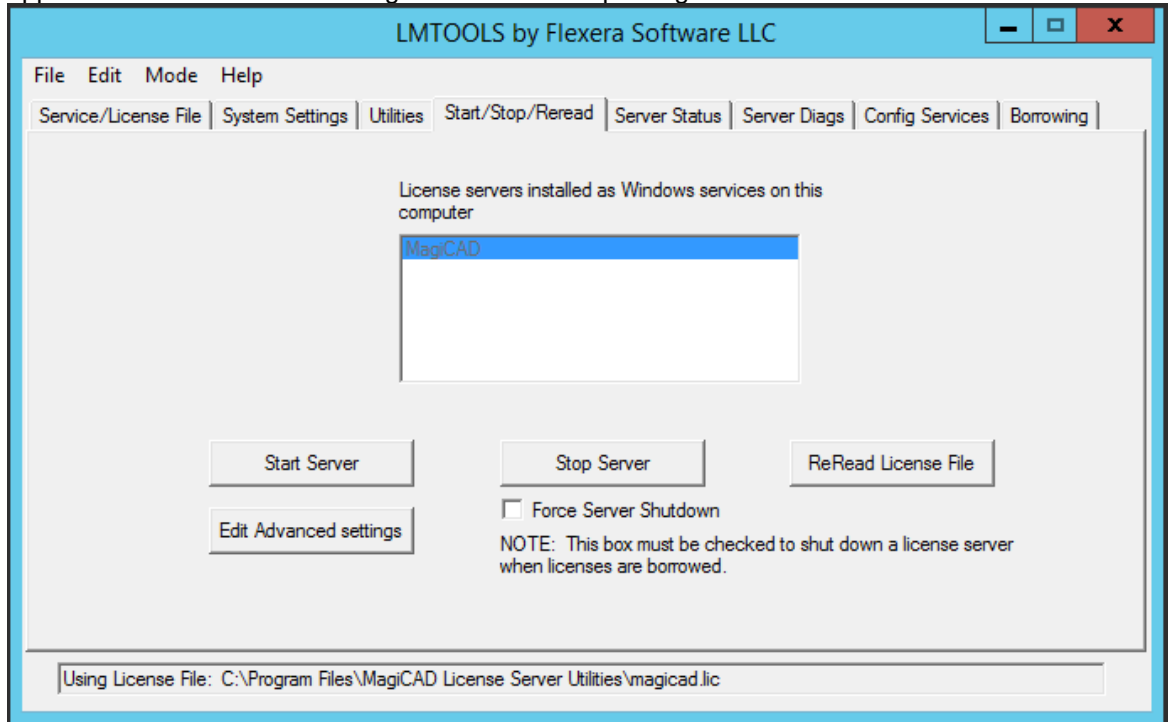 LMTOOLS by Flexera Software LLC
File Edit Mode Help
Service/License File System Settings Utilities Start/Stop/Reread Server Status Server Diags Config Services Borrowing
License servers installed as Windows services on this
computer
MagiCAD
Start Server Stop Server ReRead License File
Edit Advanced settings
Force Server Shutdown
NOTE: This box must be checked to shut down a license server
when licenses are borrowed.
Using License File: C:\Program Files\MagiCAD License Server Utilities\magicad.lic